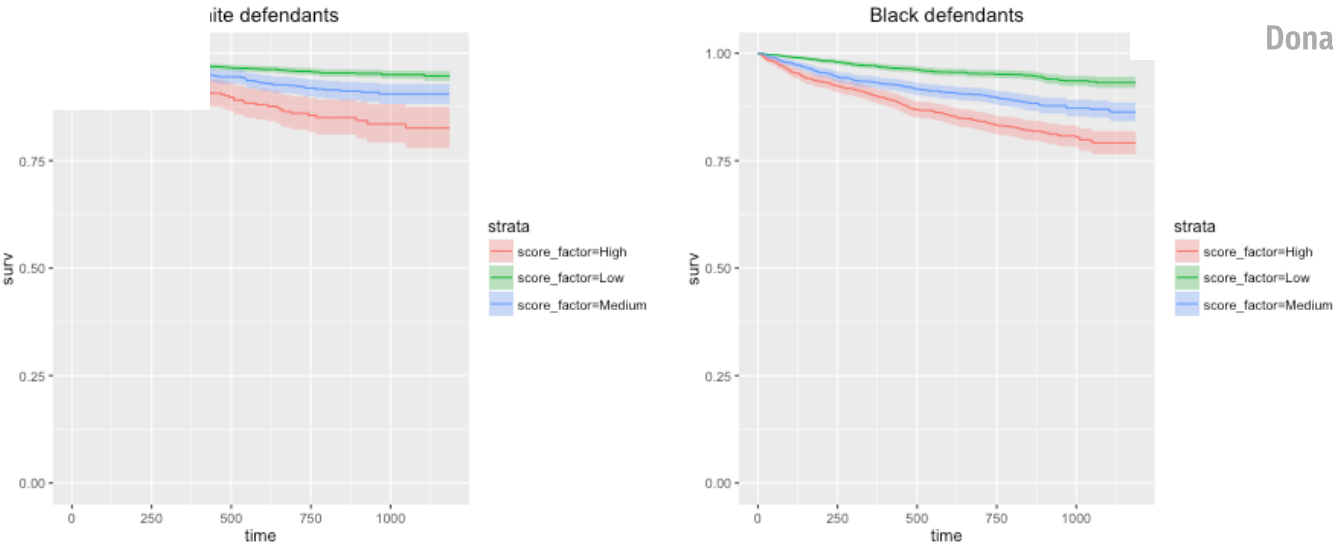 ite defendants
Black defendants
Dona
1.00
0.75
0.50
0.25
0.00
surv
0 250 500 750 1000
time
strata
score_factor=High
score_factor=Low
score_factor=Medium
0.75
0.50
0.25
0.00
surv
0 250 500 750 1000
time
strata
score_factor=High
score_factor=Low
score_factor=Medium